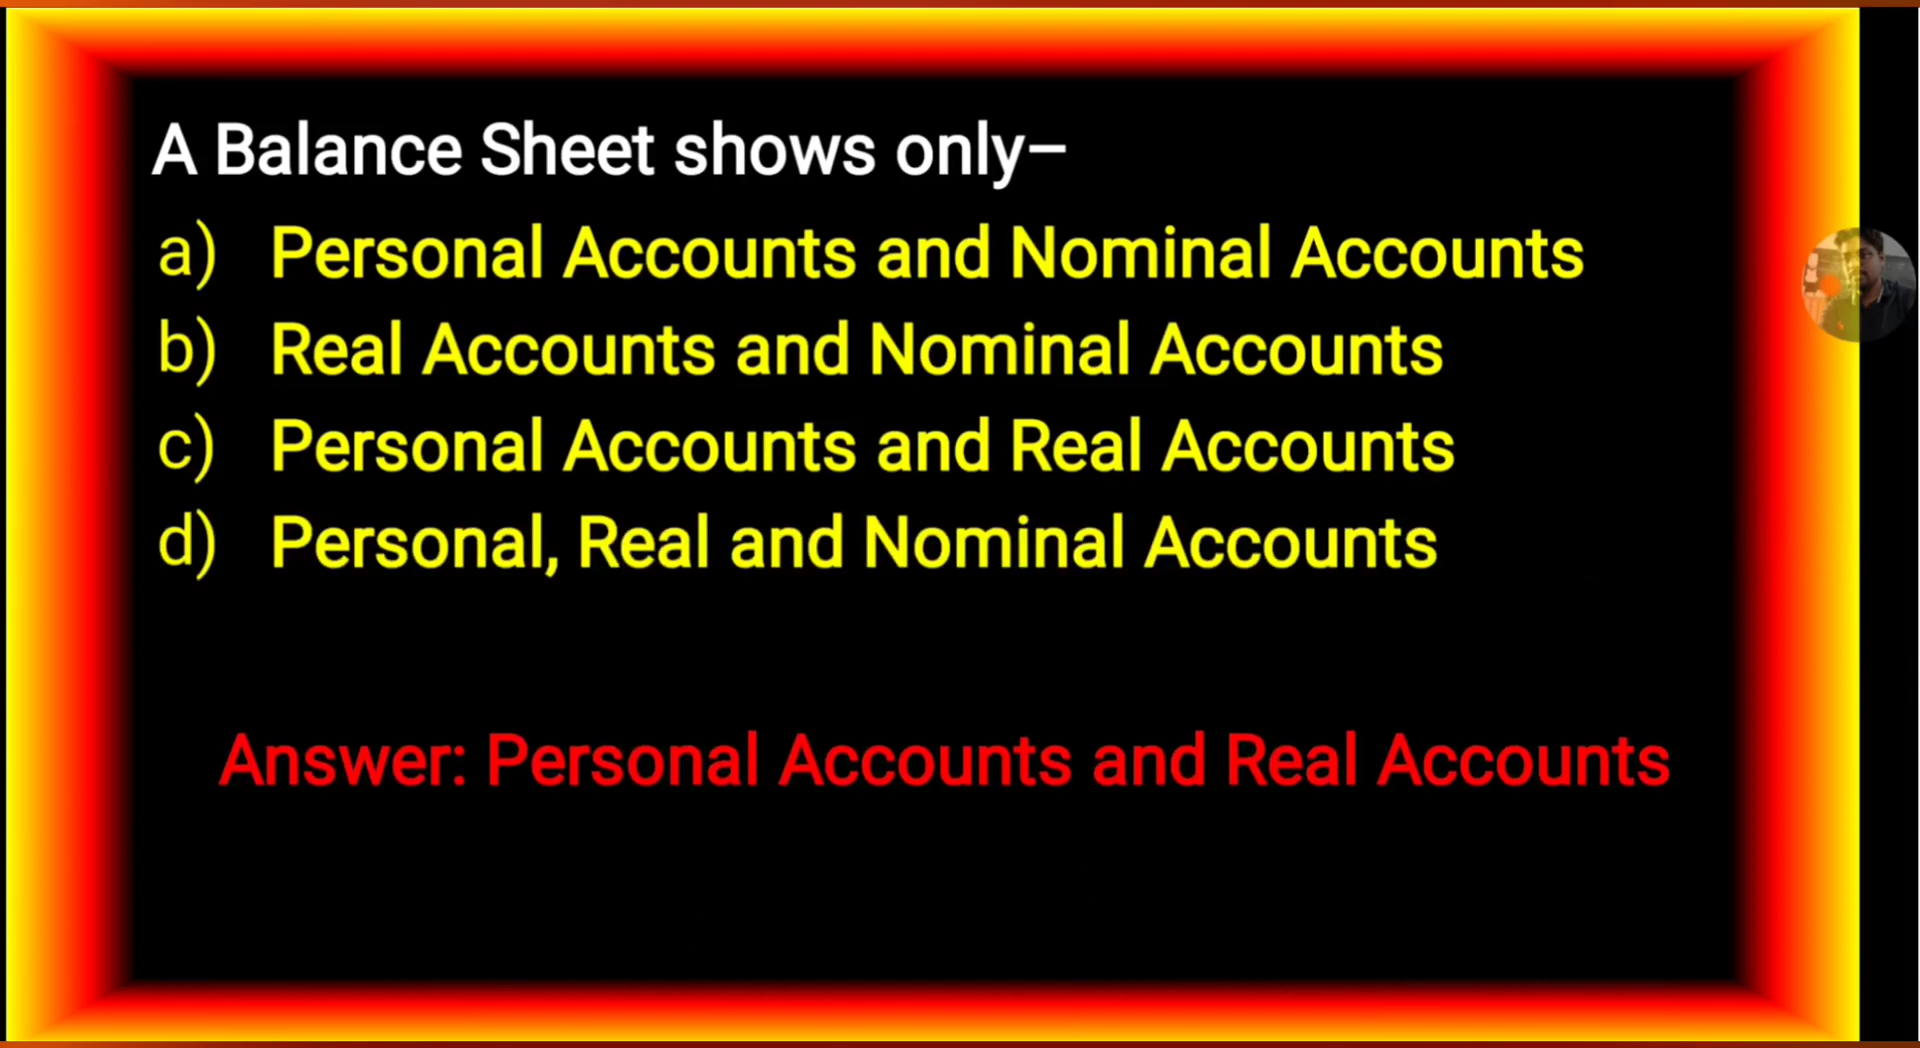 A Balance Sheet shows only–
a) Personal Accounts and Nominal Accounts
b) Real Accounts and Nominal Accounts
c) Personal Accounts and Real Accounts
d) Personal, Real and Nominal Accounts
Answer: Personal Accounts and Real Accounts